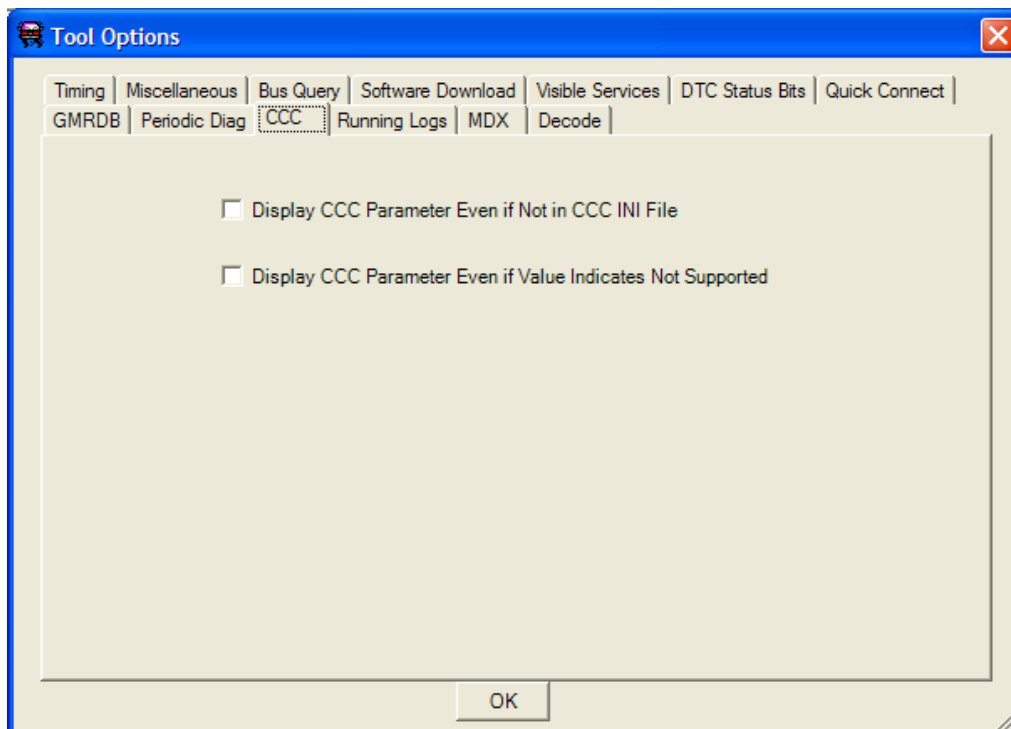 Tool Options
Timing Miscellaneous Bus Query Software Download Visible Services DTC Status Bits Quick Connect
GMRDB Periodic Diag CCC Running Logs MDX Decode
Display CCC Parameter Even if Not in CCC INI File
Display CCC Parameter Even if Value Indicates Not Supported
OK